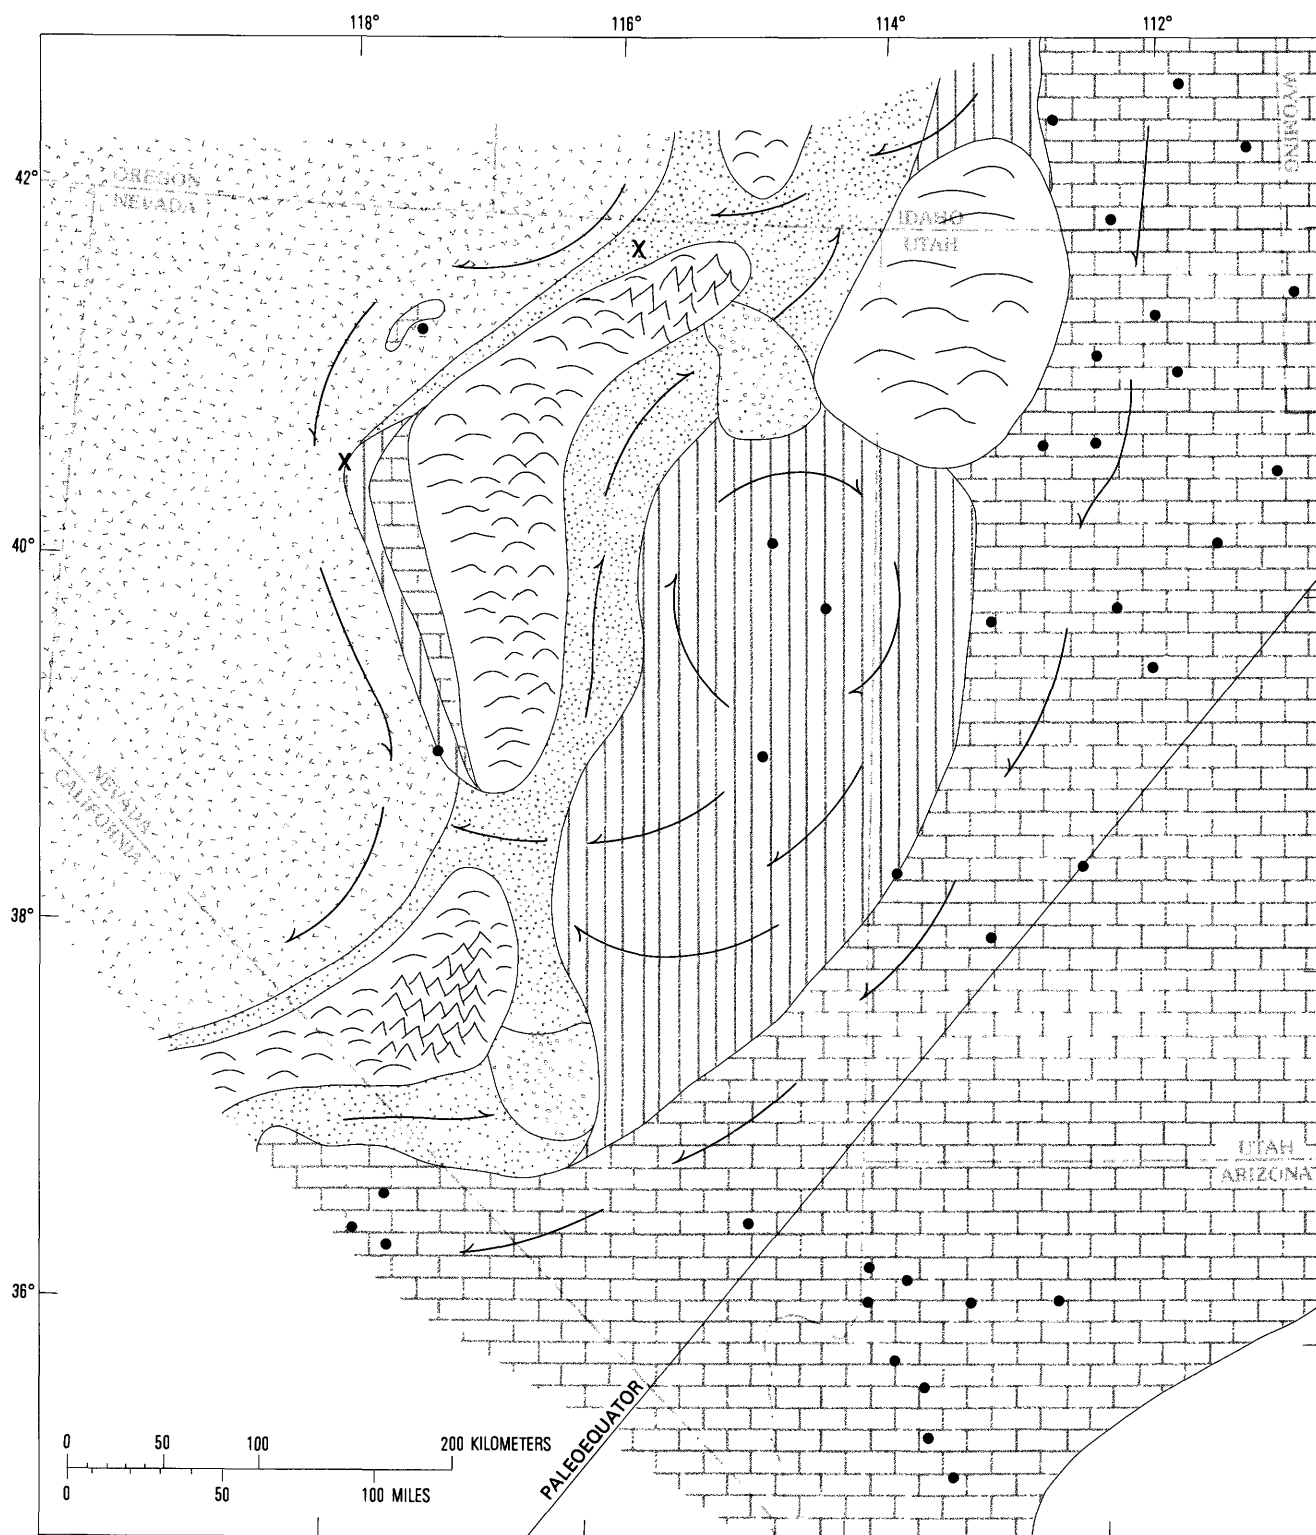 118° 116° 114° 112°
WYOMING
42°
OREGON
NEVADA
IDAHO
UTAH
X
X
40°
NEVADA
CALIFORNIA
38°
UTAH
ARIZONA
36°
PALEOEQUATOR
0 50 100 200 KILOMETERS
0 50 100 MILES